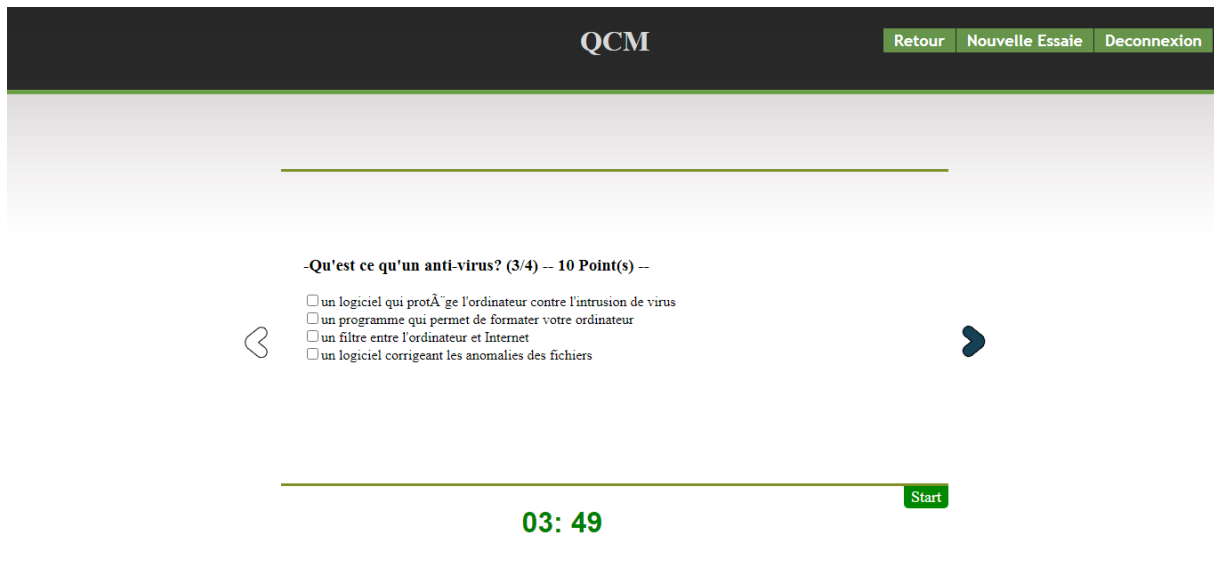 QCM
Retour Nouvelle Essaie Deconnexion
-Qu'est ce qu'un anti-virus? (3/4) -- 10 Point(s) --
un logiciel qui protÃ¨ge l'ordinateur contre l'intrusion de virus
un programme qui permet de formater votre ordinateur
un filtre entre l'ordinateur et Internet
un logiciel corrigeant les anomalies des fichiers
Start
03: 49